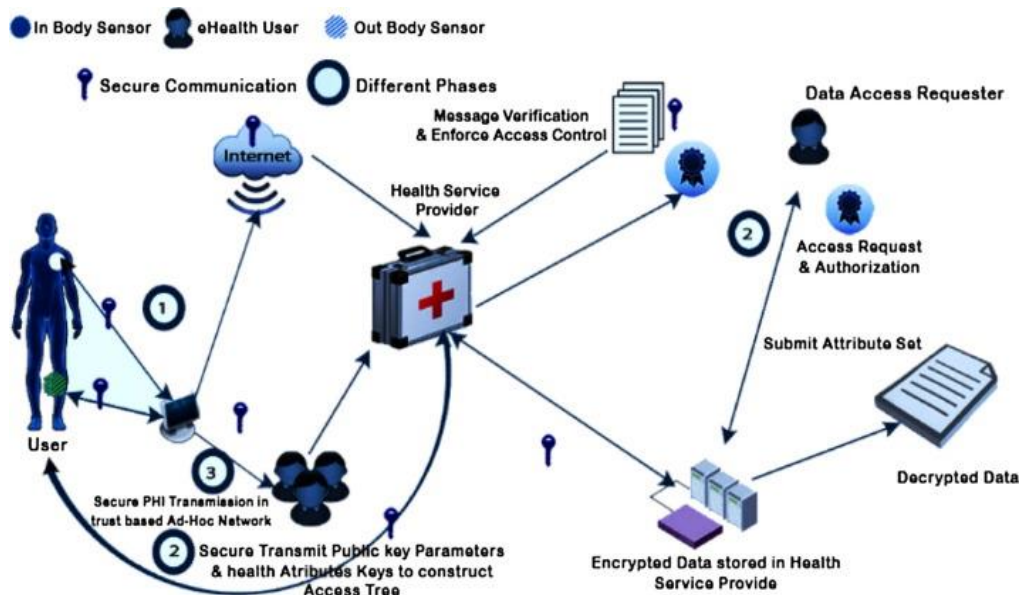 In Body Sensor
eHealth User
Out Body Sensor
Secure Communication
Different Phases
Message Verification
& Enforce Access Control
Data Access Requester
Internet
Health Service
Provider
2
Access Request
& Authorization
1
Submit Attribute Set
User
3
Secure PHI Transmission in
trust based Ad-Hoc Network
Decrypted Data
2
Secure Transmit Public key Parameters
& health Atributes Keys to construct
Access Tree
Encrypted Data stored in Health
Service Provide